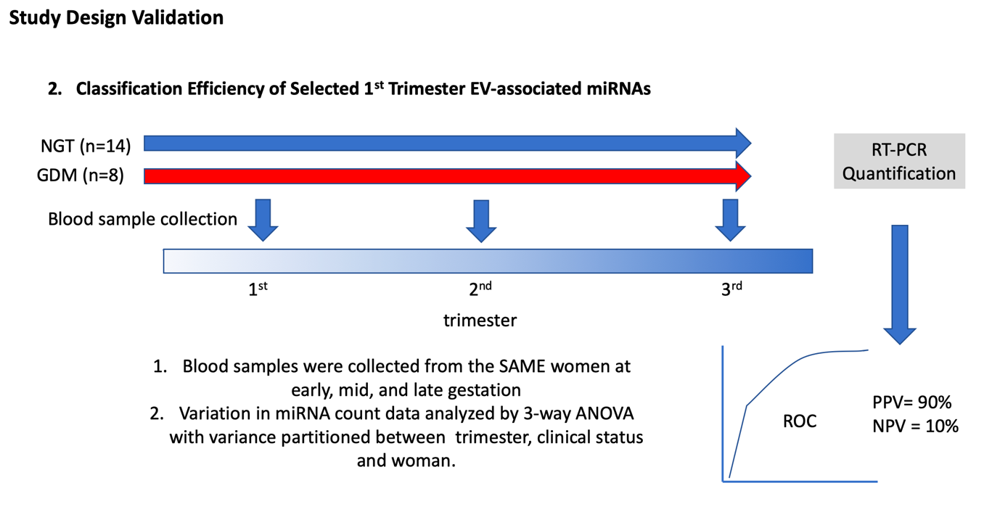 Study Design Validation
2. Classification Efficiency of Selected 1st Trimester EV-associated miRNAs
NGT (n=14)
GDM (n=8)
RT-PCR
Quantification
Blood sample collection
1st
2nd
3rd
trimester
1. Blood samples were collected from the SAME women at
early, mid, and late gestation
2. Variation in miRNA count data analyzed by 3-way ANOVA
with variance partitioned between trimester, clinical status
and woman.
ROC
PPV= 90%
NPV = 10%